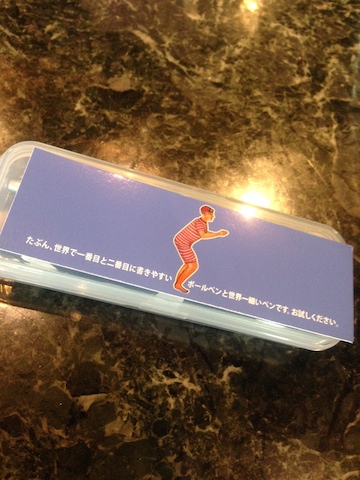 たぶん、世界で一番目と二番目に書きやすい ボールペンと世界一細いペンです。お試しください。